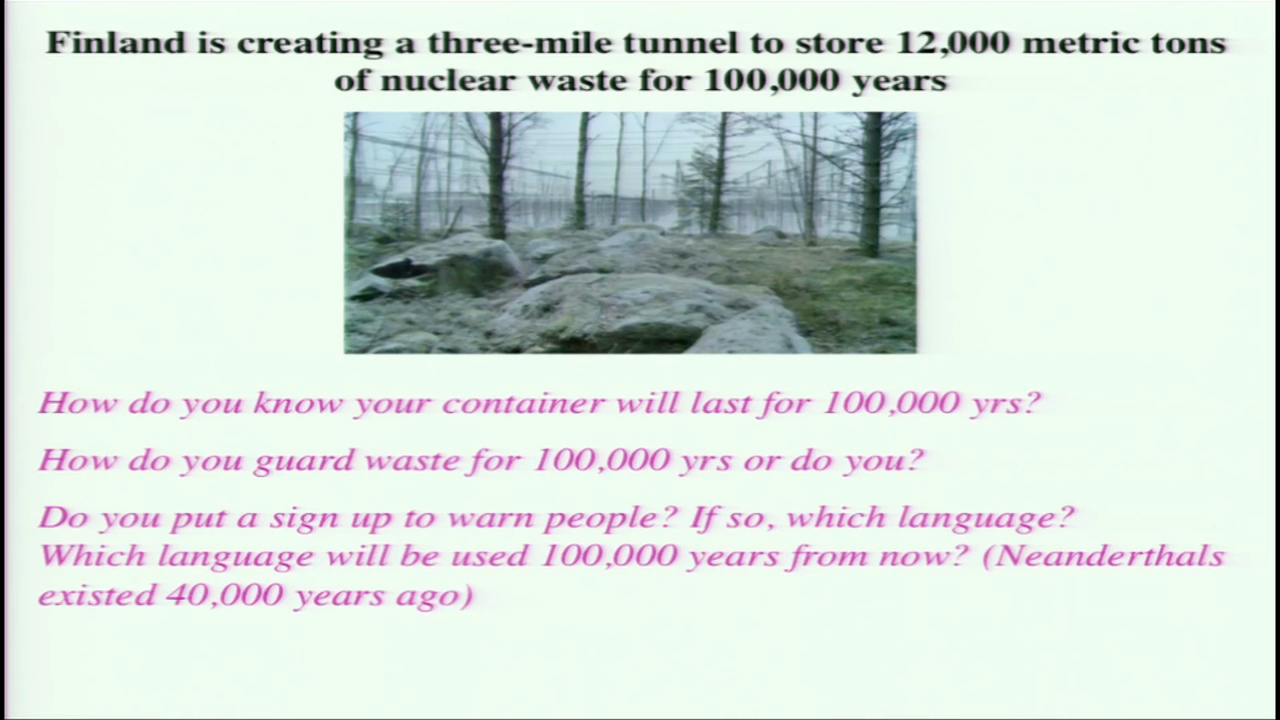 Finland is creating a three-mile tunnel to store 12,000 metric tons
of nuclear waste for 100,000 years
How do you know your container will last for 100,000 yrs?
How do you guard waste for 100,000 yrs or do you?
Do you put a sign up to warn people? If so, which language?
Which language will be used 100,000 years from now? (Neanderthals
existed 40,000 years ago)